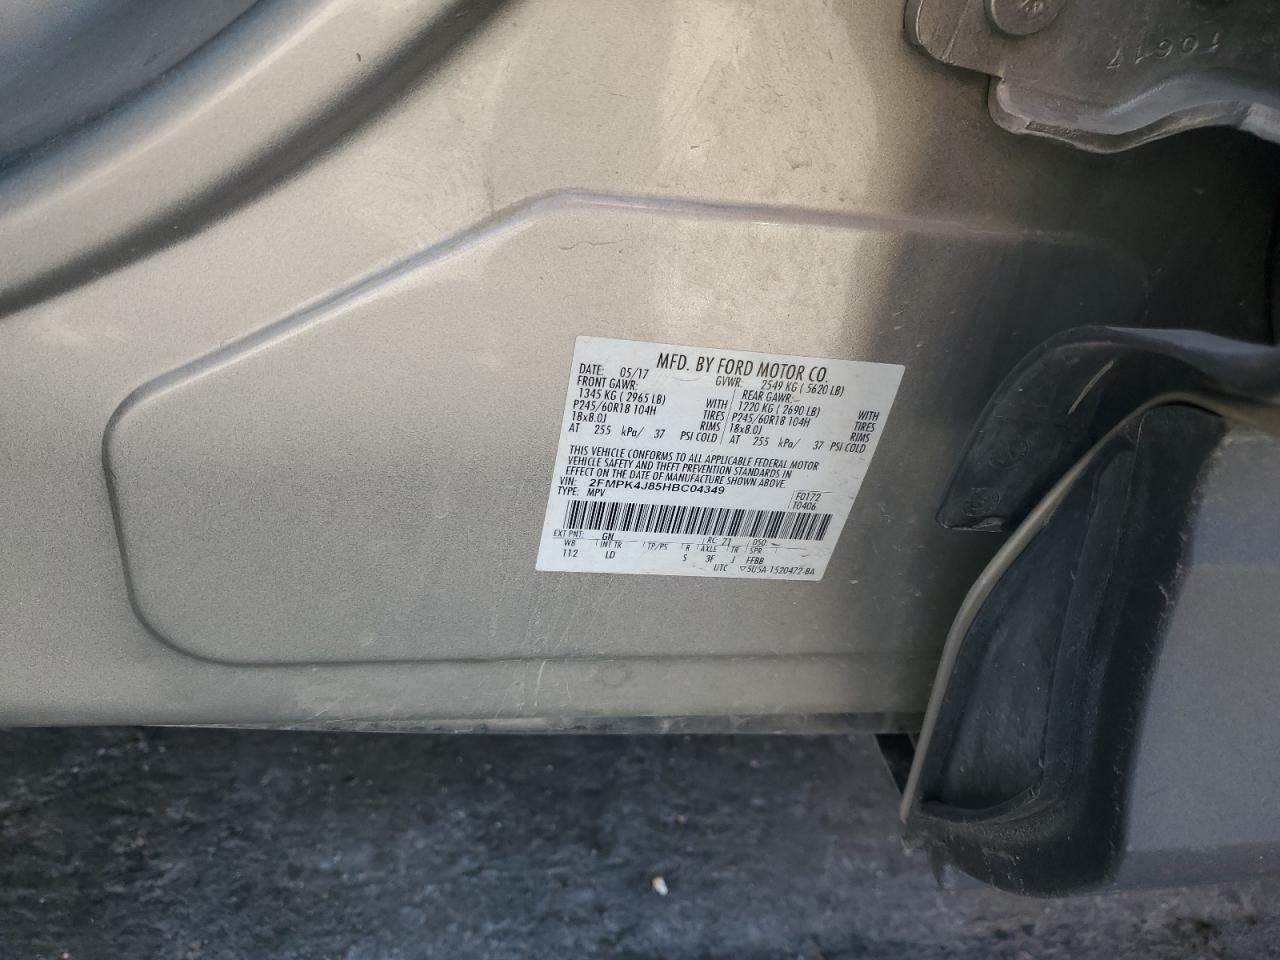 10617
MFD. BY FORD MOTOR CO.
DATE: 05/17 GVWR: 2549 KG ( 5620 LB)
FRONT GAWR: REAR GAWR:
1345 KG ( 2965 LB) WITH 1220 KG ( 2690 LB) WITH
P245/60R18 104H TIRES P245/60R18 104H TIRES
18x8.0J RIMS 18x8.0J RIMS
AT 255 kPa/ 37 PSI COLD AT 255 kPa/ 37 PSI COLD
THIS VEHICLE CONFORMS TO ALL APPLICABLE FEDERAL MOTOR
VEHICLE SAFETY AND THEFT PREVENTION STANDARDS IN
EFFECT ON THE DATE OF MANUFACTURE SHOWN ABOVE.
VIN: 2FMPK4J85HBC04349
TYPE: MPV F0172
T0406
EXT PNT: GN RC: 71 DSO:
WB INT TR TP/PS R AXLE TR SPR
112 LD S 3F J FFBB
UTC 5U5A-1520472-BA